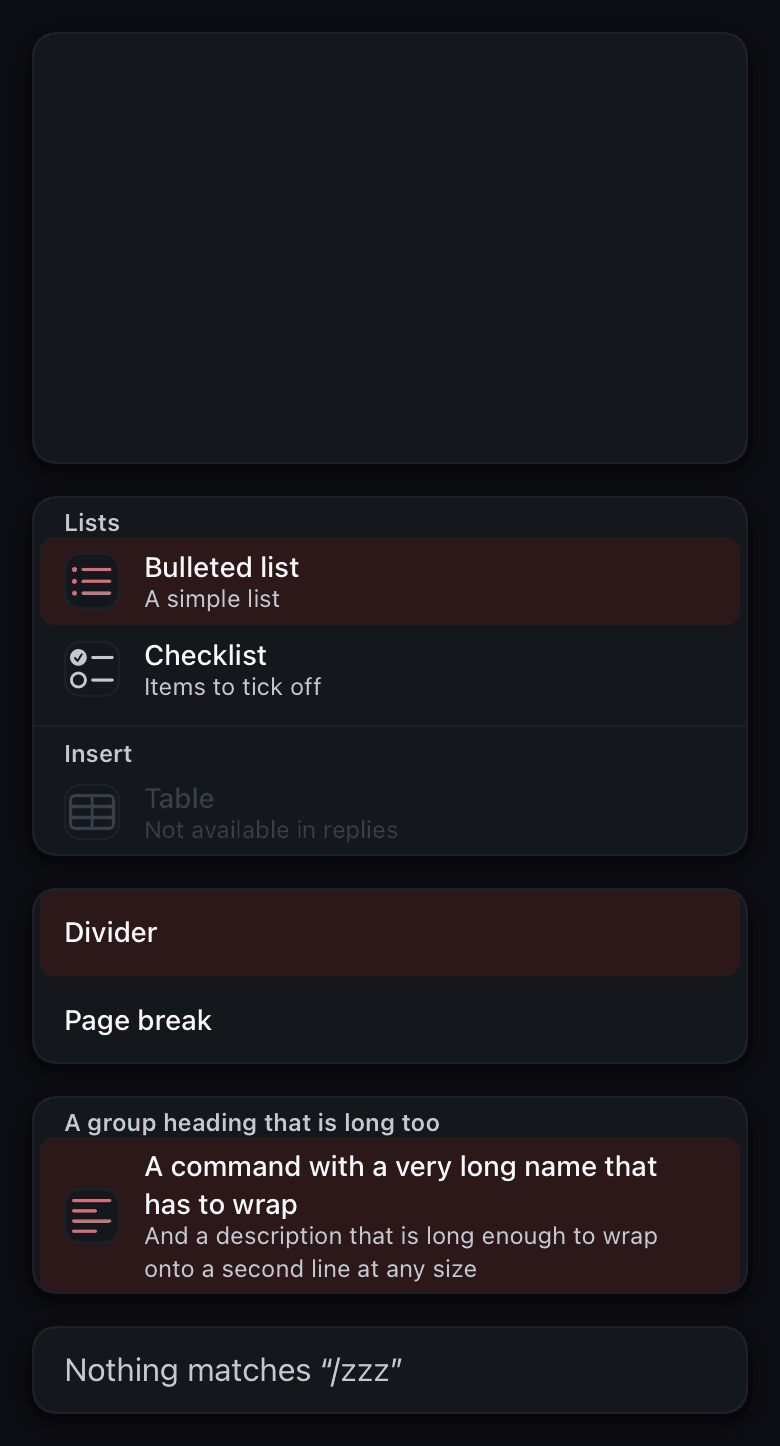 Lists
Bulleted list
A simple list
Checklist
Items to tick off
Insert
Table
Not available in replies
Divider
Page break
A group heading that is long too
A command with a very long name that
has to wrap
And a description that is long enough to wrap
onto a second line at any size
Nothing matches “/zzz”